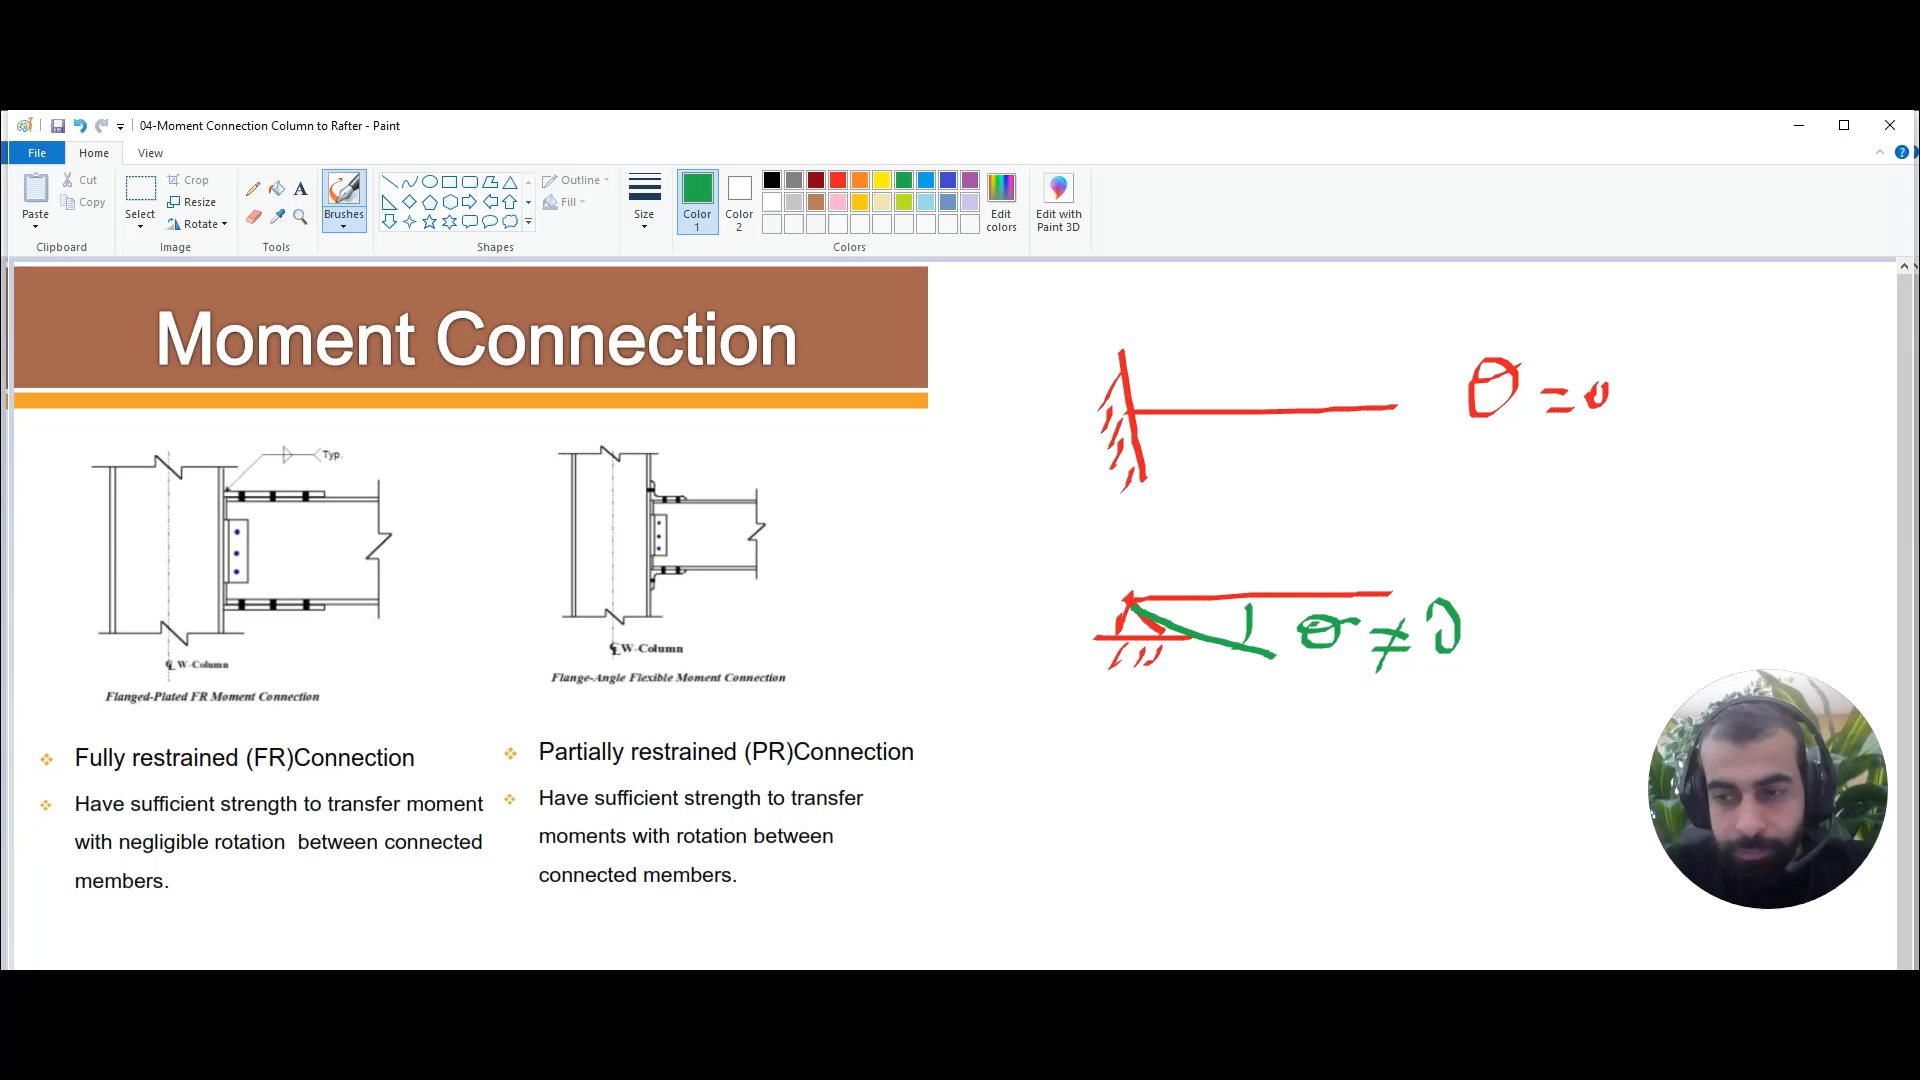 04-Moment Connection Column to Rafter - Paint
File Home View
Paste
Cut
Copy
Clipboard
Select
Crop
Resize
Rotate
Image
Tools
A
Brushes
Shapes
Outline
Fill
Size
Color 1
Color 2
Colors
Edit colors
Edit with Paint 3D
?
Moment Connection
Typ.
℄ W-Column
Flanged-Plated FR Moment Connection
℄ W-Column
Flange-Angle Flexible Moment Connection
Fully restrained (FR)Connection
Have sufficient strength to transfer moment
with negligible rotation between connected
members.
Partially restrained (PR)Connection
Have sufficient strength to transfer
moments with rotation between
connected members.
θ = 0
θ ≠ 0